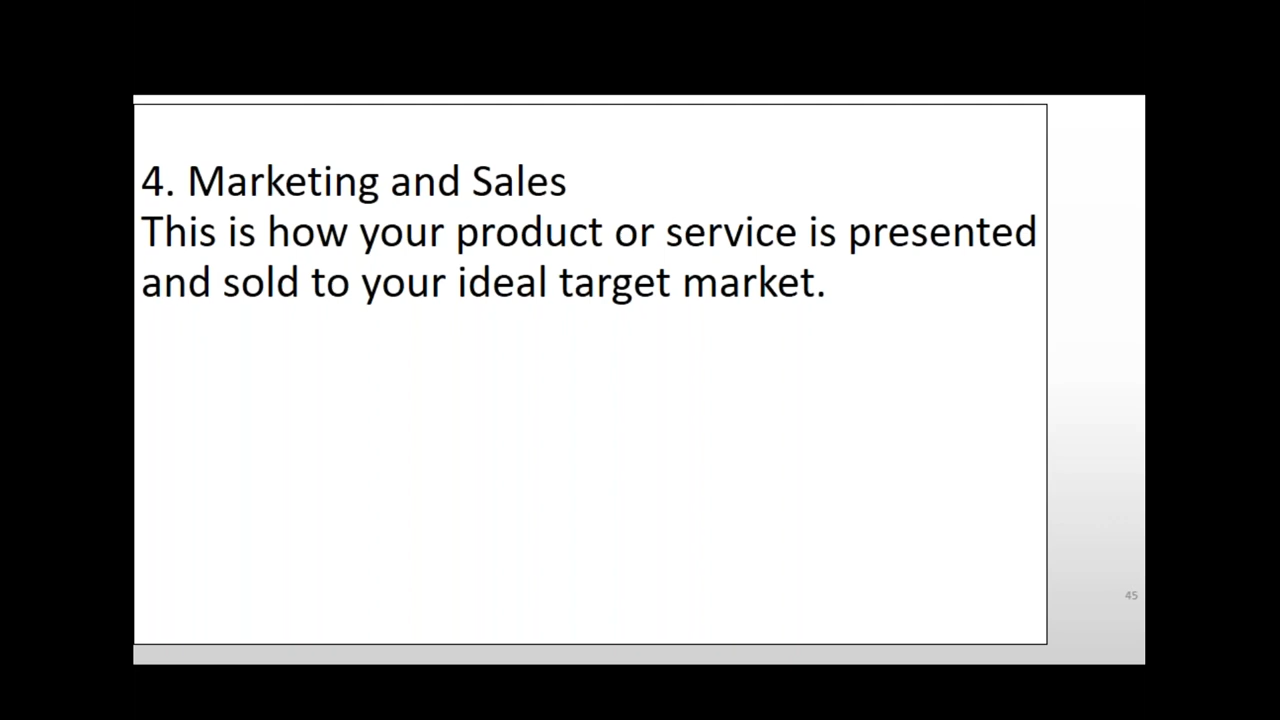 4. Marketing and Sales
This is how your product or service is presented
and sold to your ideal target market.
45